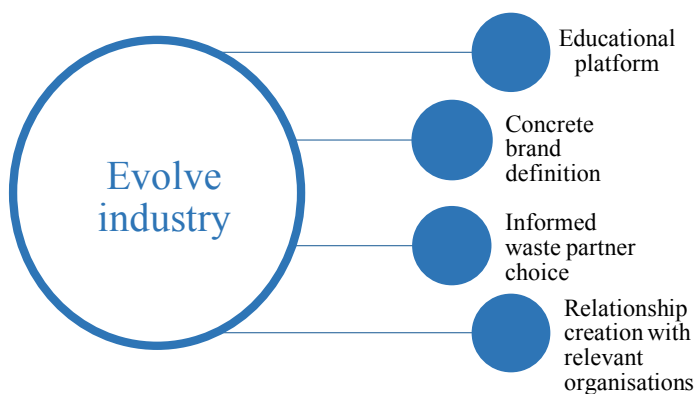 Evolve
industry
Educational
platform
Concrete
brand
definition
Informed
waste partner
choice
Relationship
creation with
relevant
organisations